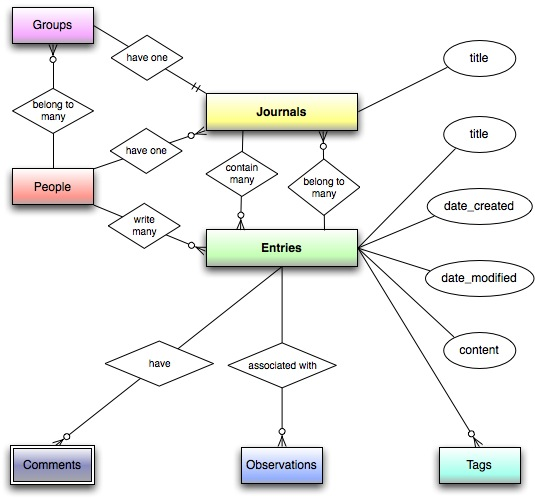 Groups
have one
title
Journals
belong to
many
title
have one
contain
many
People
belong to
many
date_created
write
many
Entries
date_modified
content
have
associated with
Comments
Observations
Tags